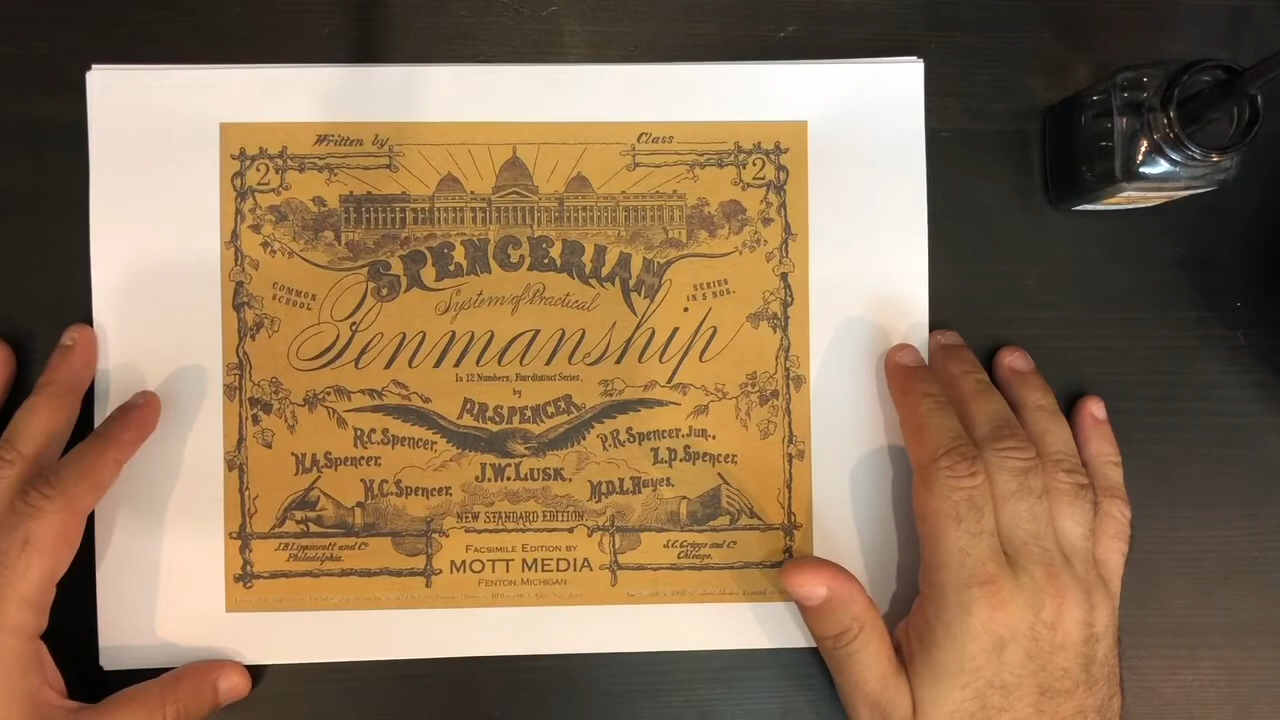 Written by Class
2 2
SPENCERIAN
COMMON
SCHOOL
SERIES
IN 5 NOS.
System of Practical
Penmanship
In 12 Numbers, Four distinct Series,
by
P.R. SPENCER,
R.C. Spencer, P.R. Spencer, Jun.,
H.A. Spencer, L.P. Spencer,
J.W. LUSK,
H.C. Spencer, M.D.L. Hayes.
NEW STANDARD EDITION
J.B. Lippincott and Co
Philadelphia.
FACSIMILE EDITION BY
MOTT MEDIA
FENTON, MICHIGAN
S.C. Griggs and Co
Chicago.